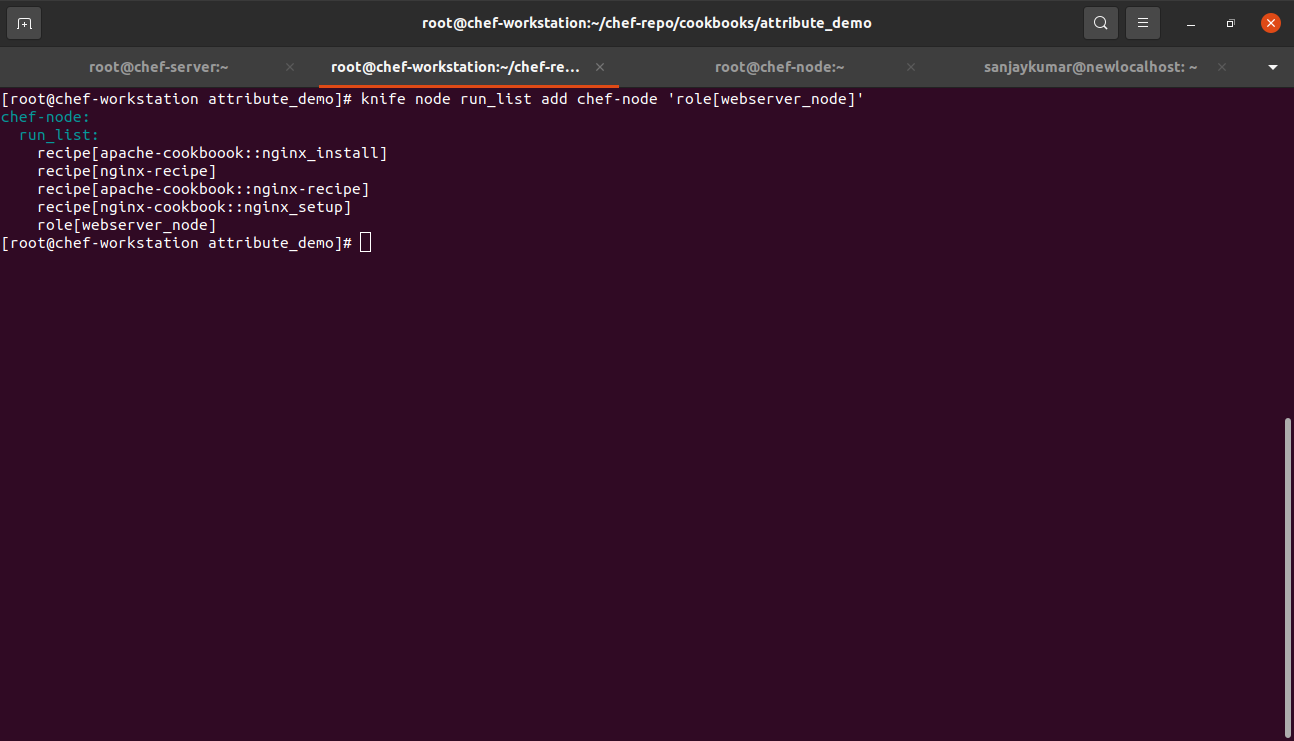 root@chef-workstation:~/chef-repo/cookbooks/attribute_demo
root@chef-server:~
root@chef-workstation:~/chef-re...
root@chef-node:~
sanjaykumar@newlocalhost: ~
[root@chef-workstation attribute_demo]# knife node run_list add chef-node 'role[webserver_node]'
chef-node:
run_list:
recipe[apache-cookboook::nginx_install]
recipe[nginx-recipe]
recipe[apache-cookbook::nginx-recipe]
recipe[nginx-cookbook::nginx_setup]
role[webserver_node]
[root@chef-workstation attribute_demo]#